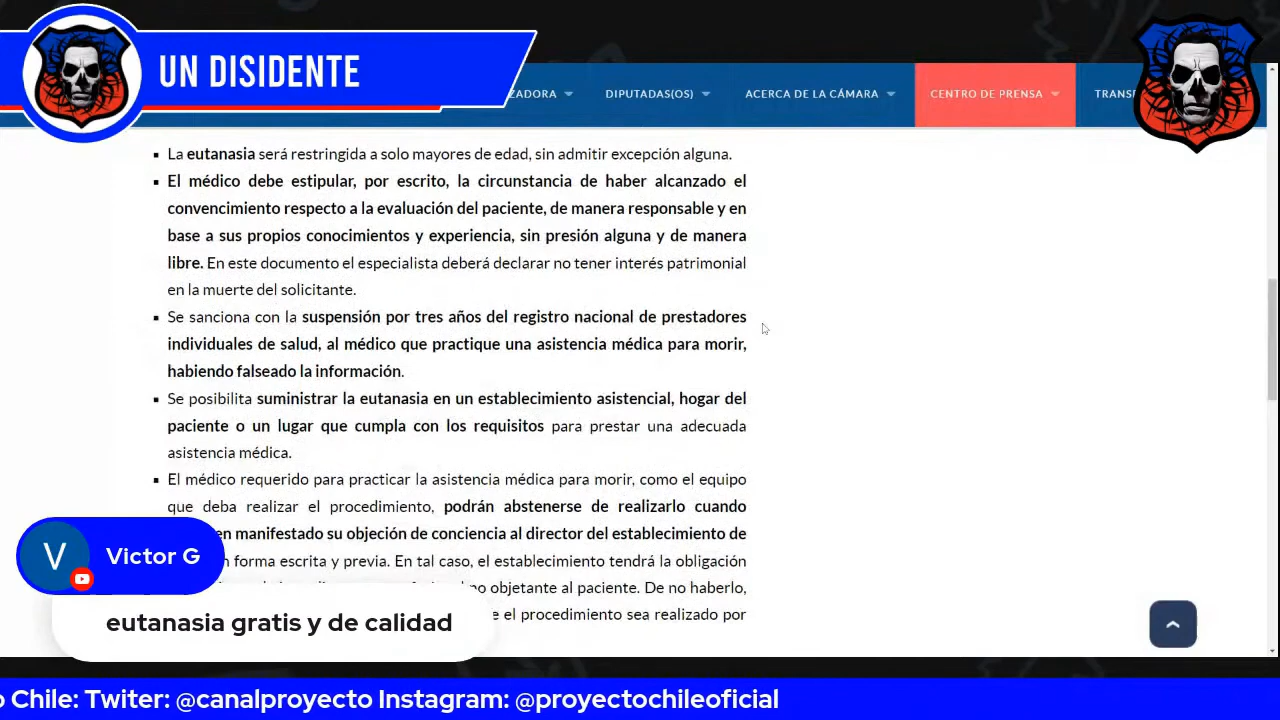 UN DISIDENTE
ZADORA
DIPUTADAS(OS)
ACERCA DE LA CÁMARA
CENTRO DE PRENSA
La eutanasia será restringida a solo mayores de edad, sin admitir excepción alguna.
El médico debe estipular, por escrito, la circunstancia de haber alcanzado el
convencimiento respecto a la evaluación del paciente, de manera responsable y en
base a sus propios conocimientos y experiencia, sin presión alguna y de manera
libre. En este documento el especialista deberá declarar no tener interés patrimonial
en la muerte del solicitante.
Se sanciona con la suspensión por tres años del registro nacional de prestadores
individuales de salud, al médico que practique una asistencia médica para morir,
habiendo falseado la información.
Se posibilita suministrar la eutanasia en un establecimiento asistencial, hogar del
paciente o un lugar que cumpla con los requisitos para prestar una adecuada
asistencia médica.
El médico requerido para practicar la asistencia médica para morir, como el equipo
que deba realizar el procedimiento, podrán abstenerse de realizarlo cuando
en manifestado su objeción de conciencia al director del establecimiento de
n forma escrita y previa. En tal caso, el establecimiento tendrá la obligación
no objetante al paciente. De no haberlo,
e el procedimiento sea realizado por
V
Victor G
eutanasia gratis y de calidad
o Chile: Twiter: @canalproyecto Instagram: @proyectochileoficial